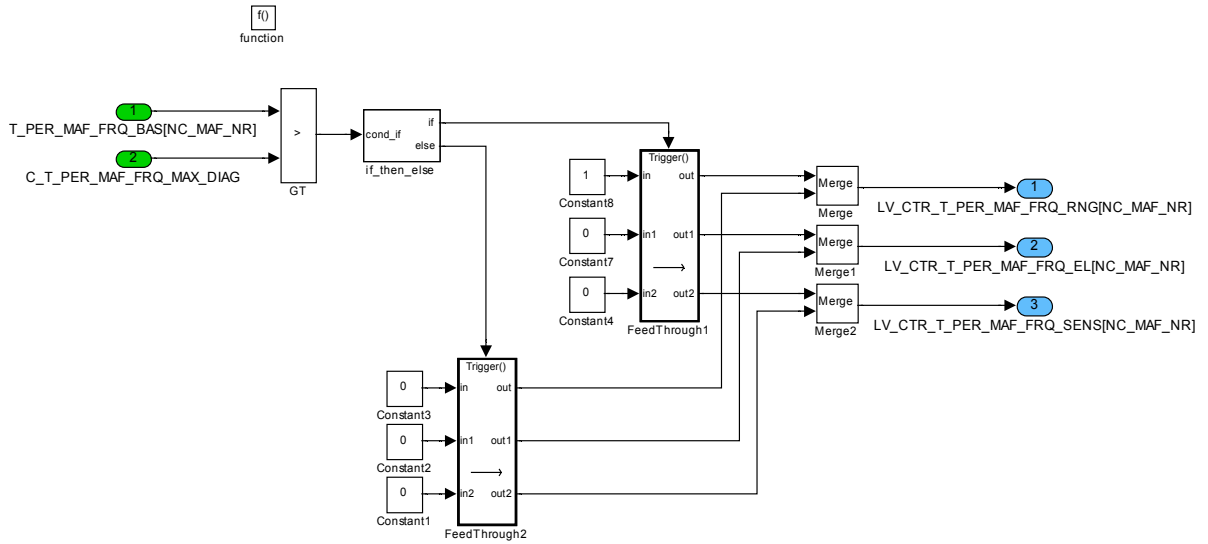 f()
function
1
T_PER_MAF_FRQ_BAS[NC_MAF_NR]
2
C_T_PER_MAF_FRQ_MAX_DIAG
>
GT
cond_if
if
else
if_then_else
1
Constant8
0
Constant7
0
Constant4
Trigger()
in
out
in1
out1
in2
out2
FeedThrough1
Merge
Merge
Merge
Merge1
Merge
Merge2
1
LV_CTR_T_PER_MAF_FRQ_RNG[NC_MAF_NR]
2
LV_CTR_T_PER_MAF_FRQ_EL[NC_MAF_NR]
3
LV_CTR_T_PER_MAF_FRQ_SENS[NC_MAF_NR]
0
Constant3
0
Constant2
0
Constant1
Trigger()
in
out
in1
out1
in2
out2
FeedThrough2